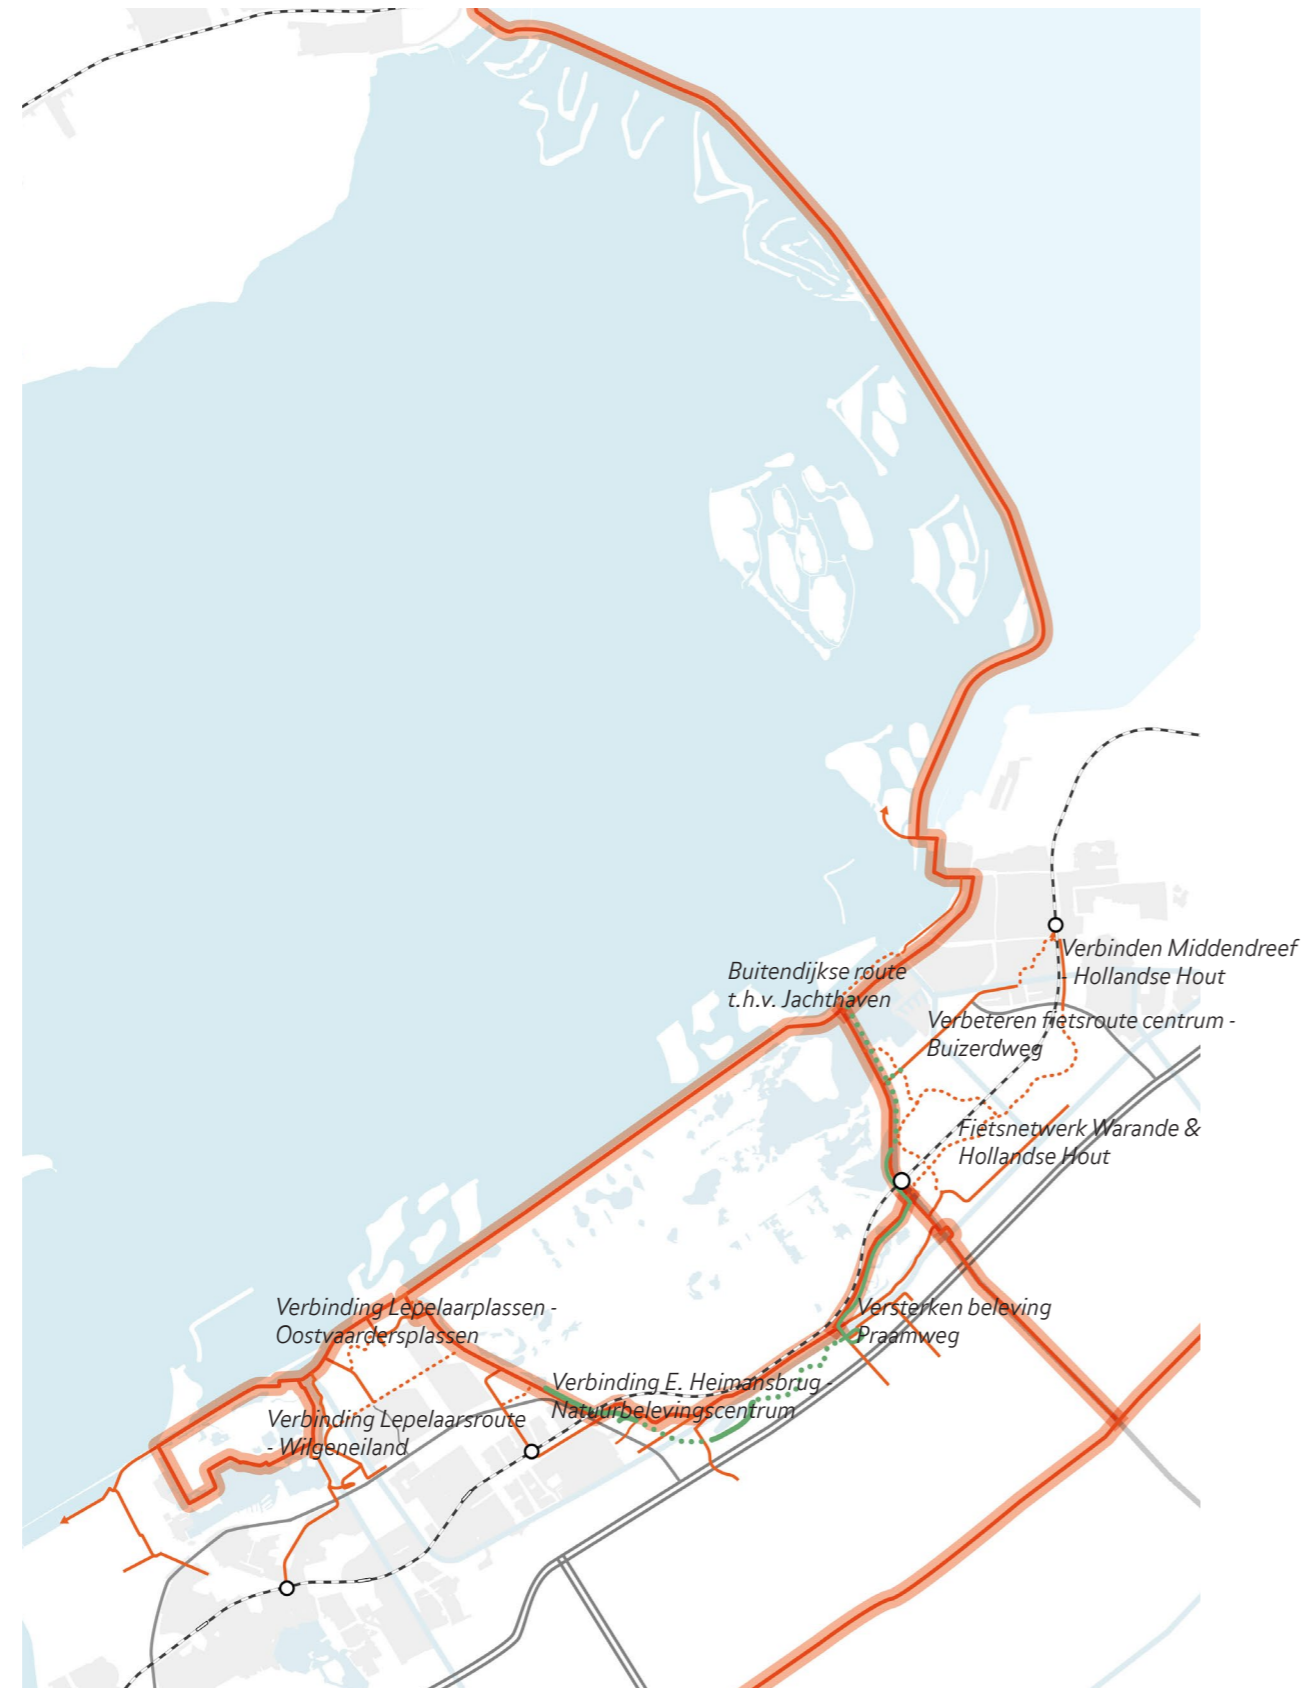 Verbinden Middendreef
- Hollandse Hout
Buitendijkse route
t.h.v. Jachthaven
Verbeteren fietsroute centrum -
Buizerdweg
Fietsnetwerk Warande &
Hollandse Hout
Verbinding Lepelaarplassen -
Oostvaardersplassen
Versterken beleving
Praamweg
Verbinding E. Heimansbrug -
Natuurbelevingscentrum
Verbinding Lepelaarsroute
- Wilgeneiland